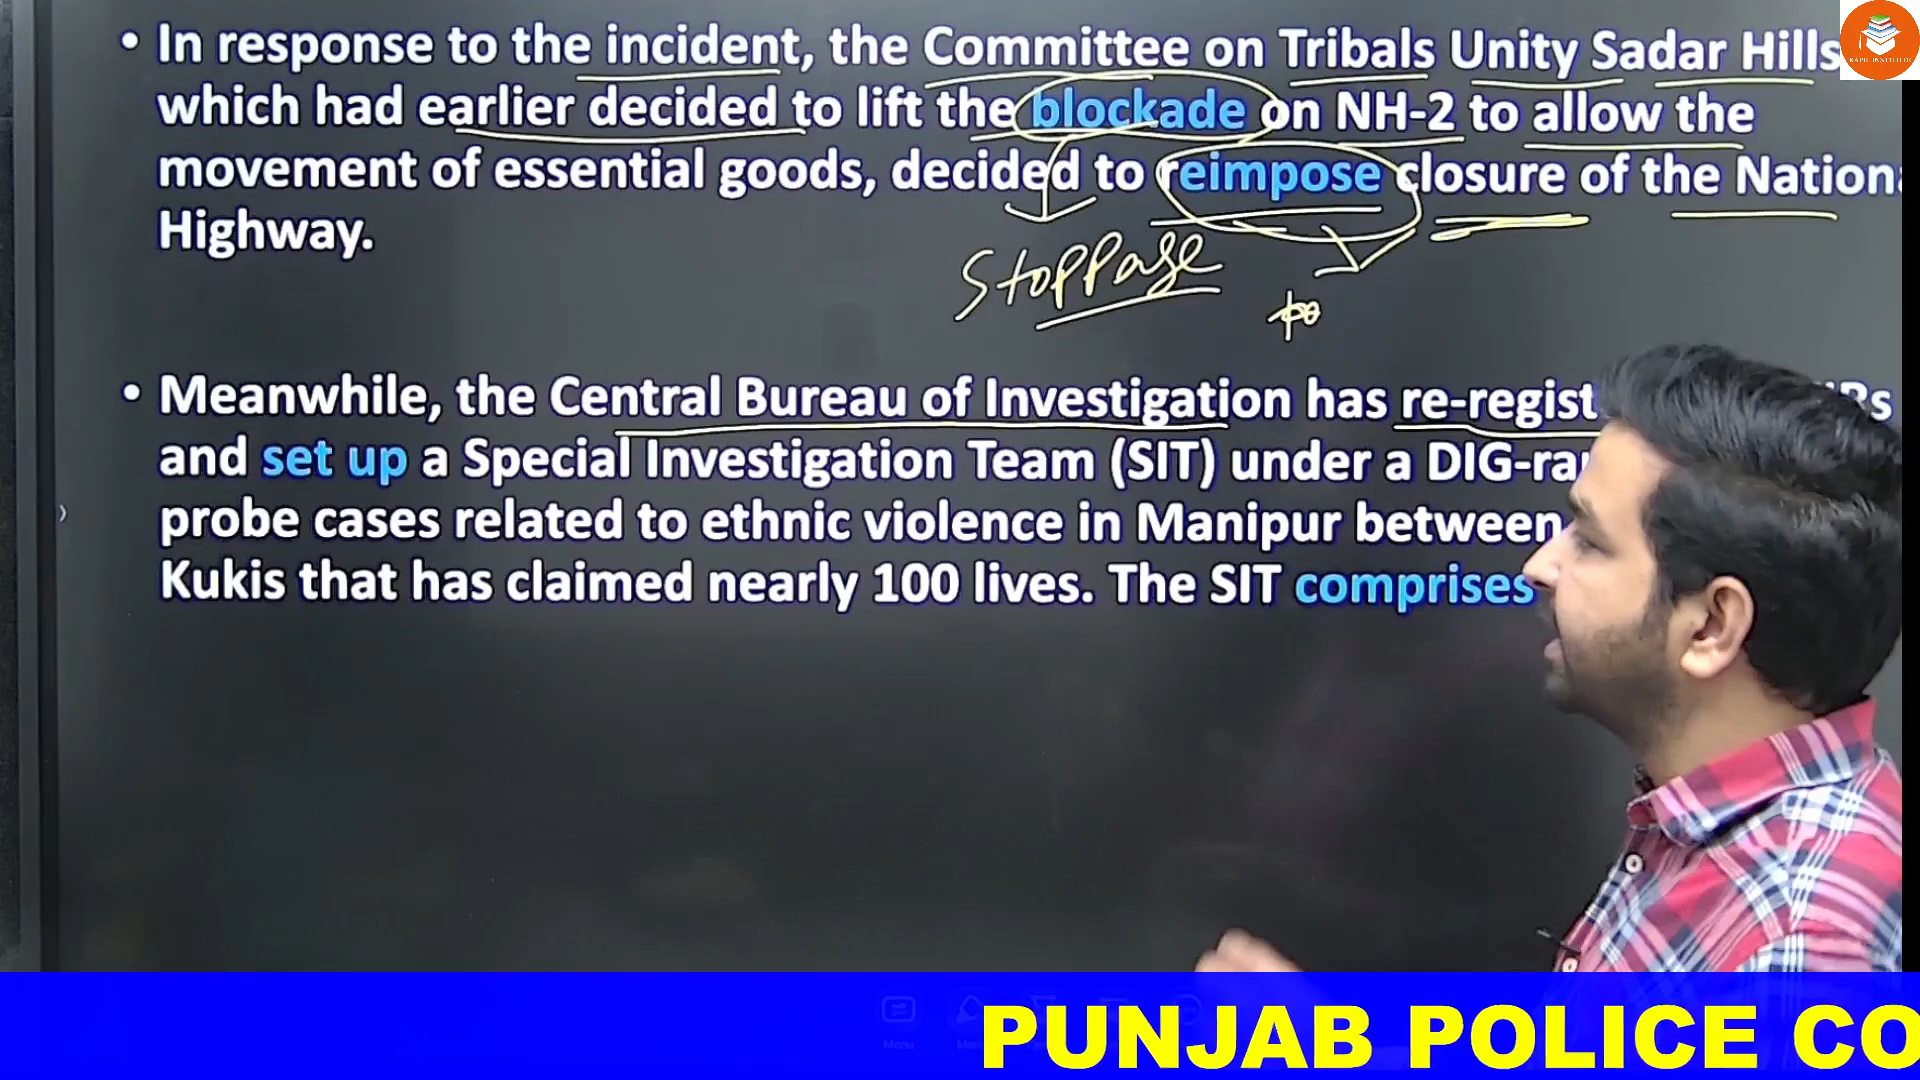 • In response to the incident, the Committee on Tribals Unity Sadar Hills
which had earlier decided to lift the blockade on NH-2 to allow the
movement of essential goods, decided to reimpose closure of the Nationa
Highway.
Stoppage
po
• Meanwhile, the Central Bureau of Investigation has re-regist Rs
and set up a Special Investigation Team (SIT) under a DIG-ra
probe cases related to ethnic violence in Manipur between
Kukis that has claimed nearly 100 lives. The SIT comprises
Menu
PUNJAB POLICE CO